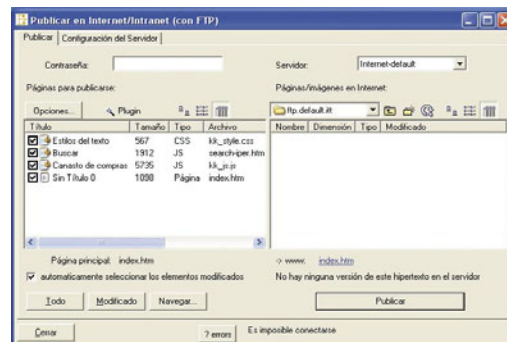 Publicar en Internet/Intranet (con FTP)
Publicar Configuración del Servidor
Contraseña:
Servidor: Internet-default
Páginas para publicarse:
Páginas/imágenes en Internet:
Opciones... Plugin
ftp.default.itt
Título Tamaño Tipo Archivo
Nombre Dimensión Tipo Modificado
Estilos del texto 567 CSS kk_style.css
Buscar 1912 JS search-iper.htm
Canasto de compras 5735 JS kk_js.js
Sin Título 0 1098 Página index.htm
Página principal: index.htm
-> www: index.htm
automaticamente seleccionar los elementos modificados
No hay ninguna versión de este hipertexto en el servidor
Todo Modificado Navegar...
Publicar
Cerrar
? errors
Es imposible conectarse